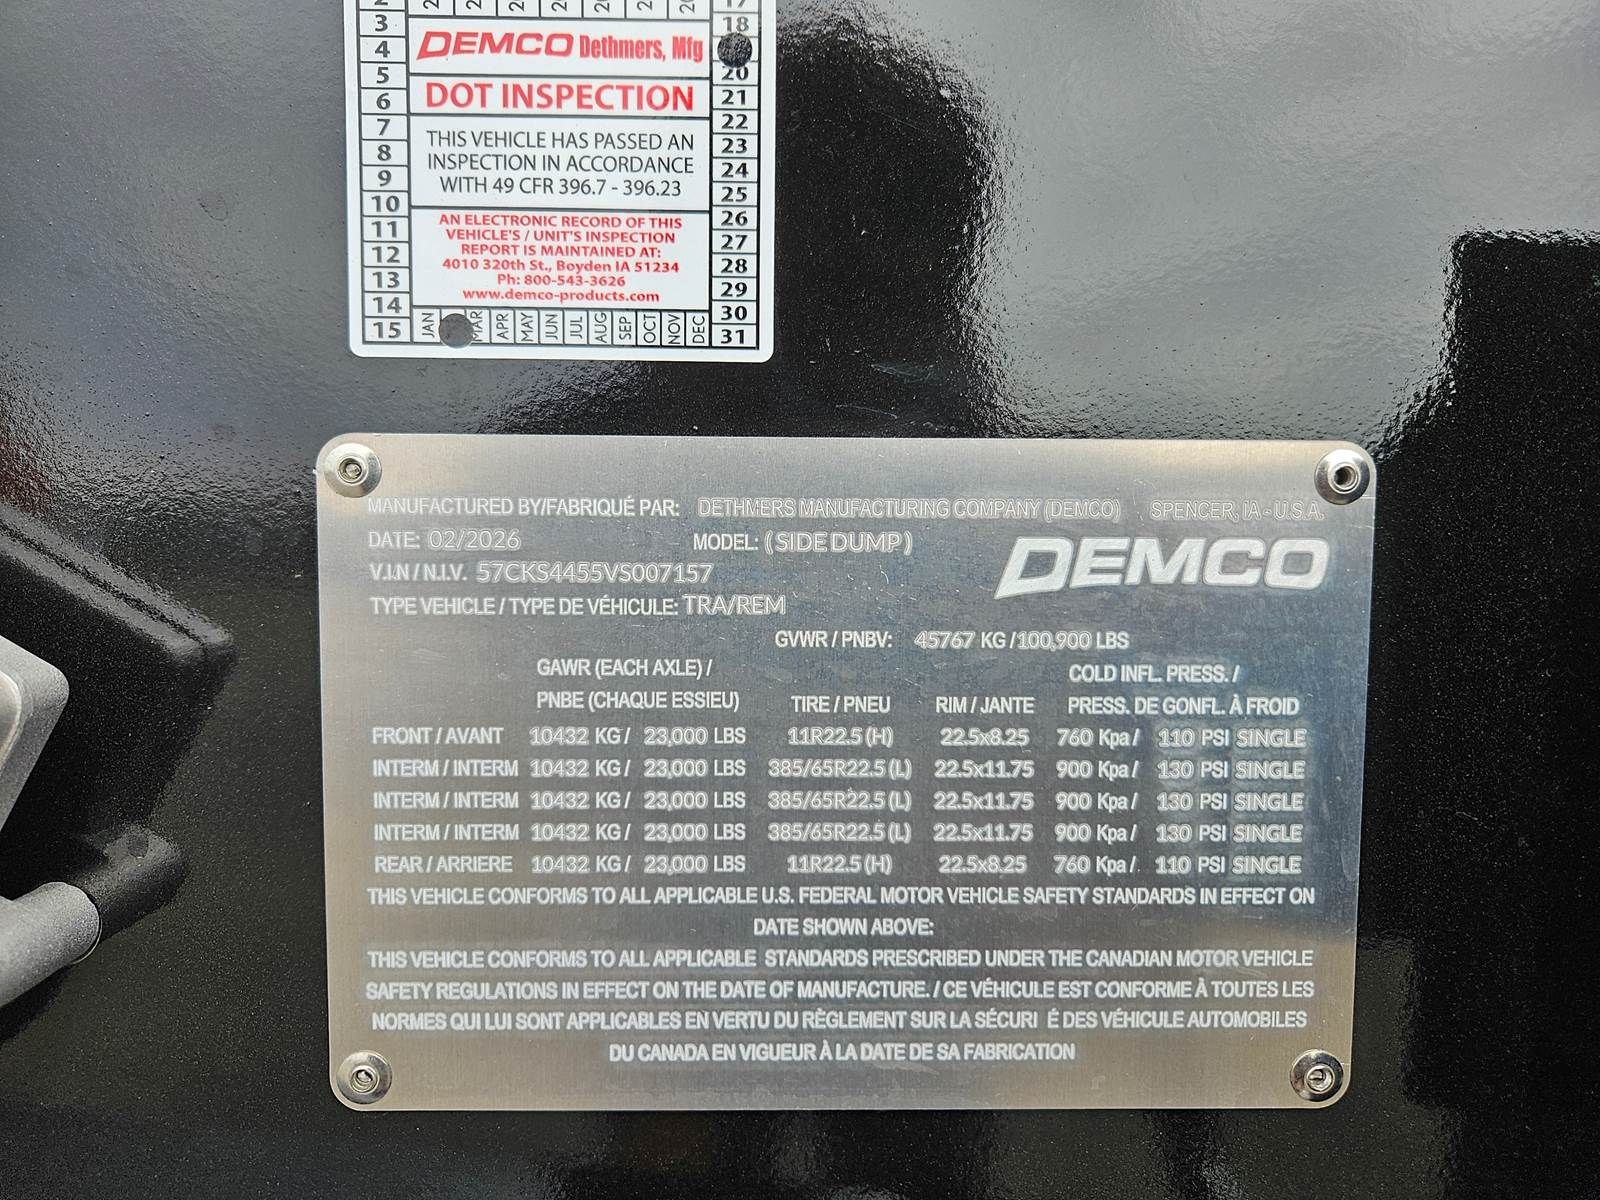 DEMCO Dethmers, Mfg
DOT INSPECTION
THIS VEHICLE HAS PASSED AN
INSPECTION IN ACCORDANCE
WITH 49 CFR 396.7 - 396.23
AN ELECTRONIC RECORD OF THIS
VEHICLE'S / UNIT'S INSPECTION
REPORT IS MAINTAINED AT:
4010 320th St., Boyden IA 51234
Ph: 800-543-3626
www.demco-products.com
3
4
5
6
7
8
9
10
11
12
13
14
15
JAN MAR APR MAY JUN JUL AUG SEP OCT NOV DEC
18
20
21
22
23
24
25
26
27
28
29
30
31
MANUFACTURED BY/FABRIQUÉ PAR: DETHMERS MANUFACTURING COMPANY (DEMCO) SPENCER, IA - U.S.A.
DATE: 02/2026 MODEL: (SIDE DUMP)
DEMCO
V.I.N / N.I.V. 57CKS4455VS007157
TYPE VEHICLE / TYPE DE VÉHICULE: TRA/REM
GVWR / PNBV: 45767 KG /100,900 LBS
GAWR (EACH AXLE) / COLD INFL. PRESS. /
PNBE (CHAQUE ESSIEU) TIRE / PNEU RIM / JANTE PRESS. DE GONFL. À FROID
FRONT / AVANT 10432 KG / 23,000 LBS 11R22.5 (H) 22.5x8.25 760 Kpa / 110 PSI SINGLE
INTERM / INTERM 10432 KG / 23,000 LBS 385/65R22.5 (L) 22.5x11.75 900 Kpa / 130 PSI SINGLE
INTERM / INTERM 10432 KG / 23,000 LBS 385/65R22.5 (L) 22.5x11.75 900 Kpa / 130 PSI SINGLE
INTERM / INTERM 10432 KG / 23,000 LBS 385/65R22.5 (L) 22.5x11.75 900 Kpa / 130 PSI SINGLE
REAR / ARRIERE 10432 KG / 23,000 LBS 11R22.5 (H) 22.5x8.25 760 Kpa / 110 PSI SINGLE
THIS VEHICLE CONFORMS TO ALL APPLICABLE U.S. FEDERAL MOTOR VEHICLE SAFETY STANDARDS IN EFFECT ON
DATE SHOWN ABOVE:
THIS VEHICLE CONFORMS TO ALL APPLICABLE STANDARDS PRESCRIBED UNDER THE CANADIAN MOTOR VEHICLE
SAFETY REGULATIONS IN EFFECT ON THE DATE OF MANUFACTURE. / CE VÉHICULE EST CONFORME À TOUTES LES
NORMES QUI LUI SONT APPLICABLES EN VERTU DU RÈGLEMENT SUR LA SÉCURI É DES VÉHICULE AUTOMOBILES
DU CANADA EN VIGUEUR À LA DATE DE SA FABRICATION